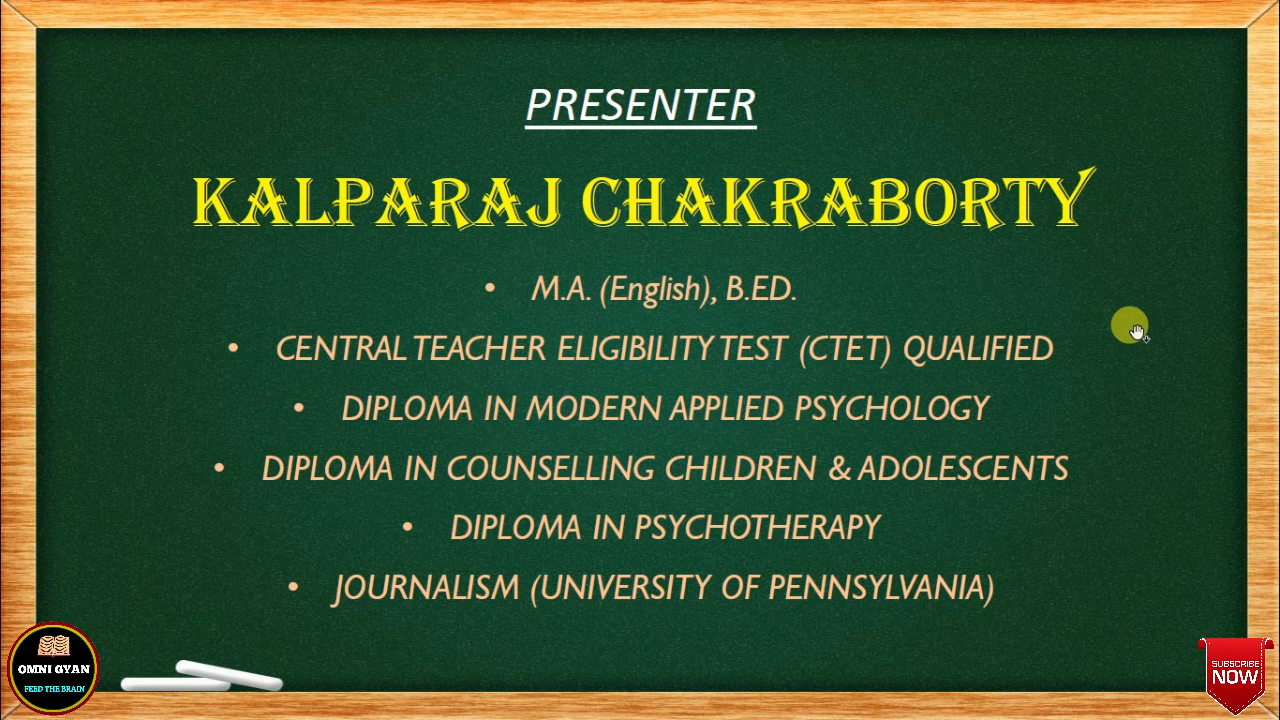 PRESENTER
KALPARAJ CHAKRABORTY
• M.A. (English), B.ED.
• CENTRAL TEACHER ELIGIBILITY TEST (CTET) QUALIFIED
• DIPLOMA IN MODERN APPLIED PSYCHOLOGY
• DIPLOMA IN COUNSELLING CHILDREN & ADOLESCENTS
• DIPLOMA IN PSYCHOTHERAPY
• JOURNALISM (UNIVERSITY OF PENNSYLVANIA)
OMNI GYAN
FEED THE BRAIN
SUBSCRIBE
NOW